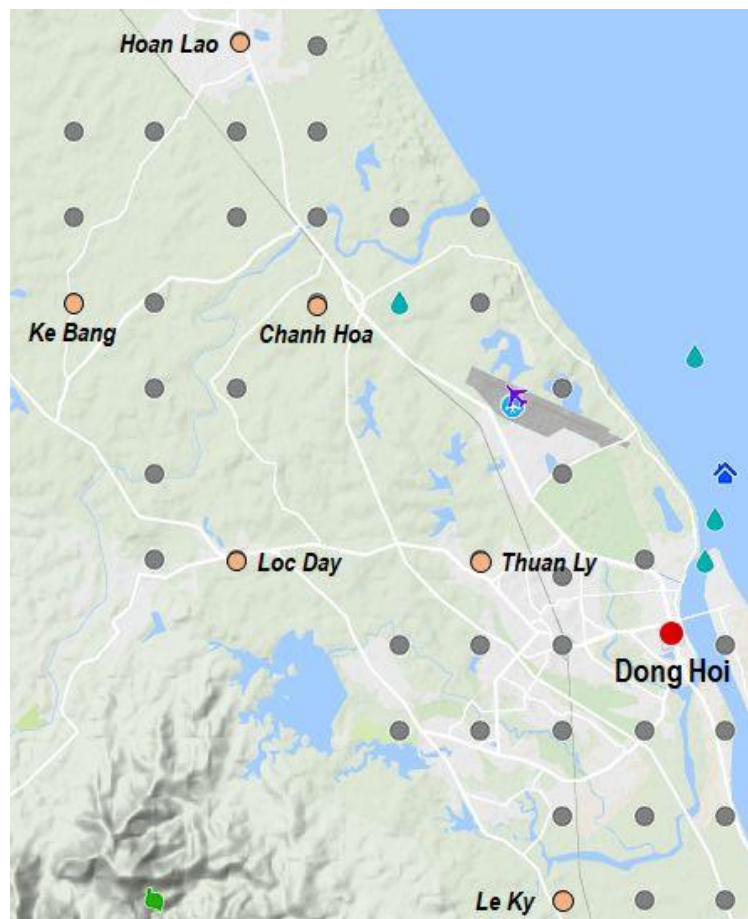 Hoan Lao
Ke Bang
Chanh Hoa
Loc Day
Thuan Ly
Dong Hoi
Le Ky